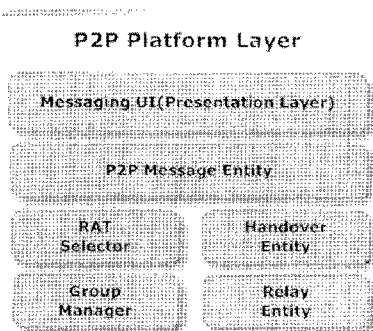 P2P Platform Layer
Messaging UI(Presentation Layer)
P2P Message Entity
RAT
Selector
Handover
Entity
Group
Manager
Relay
Entity